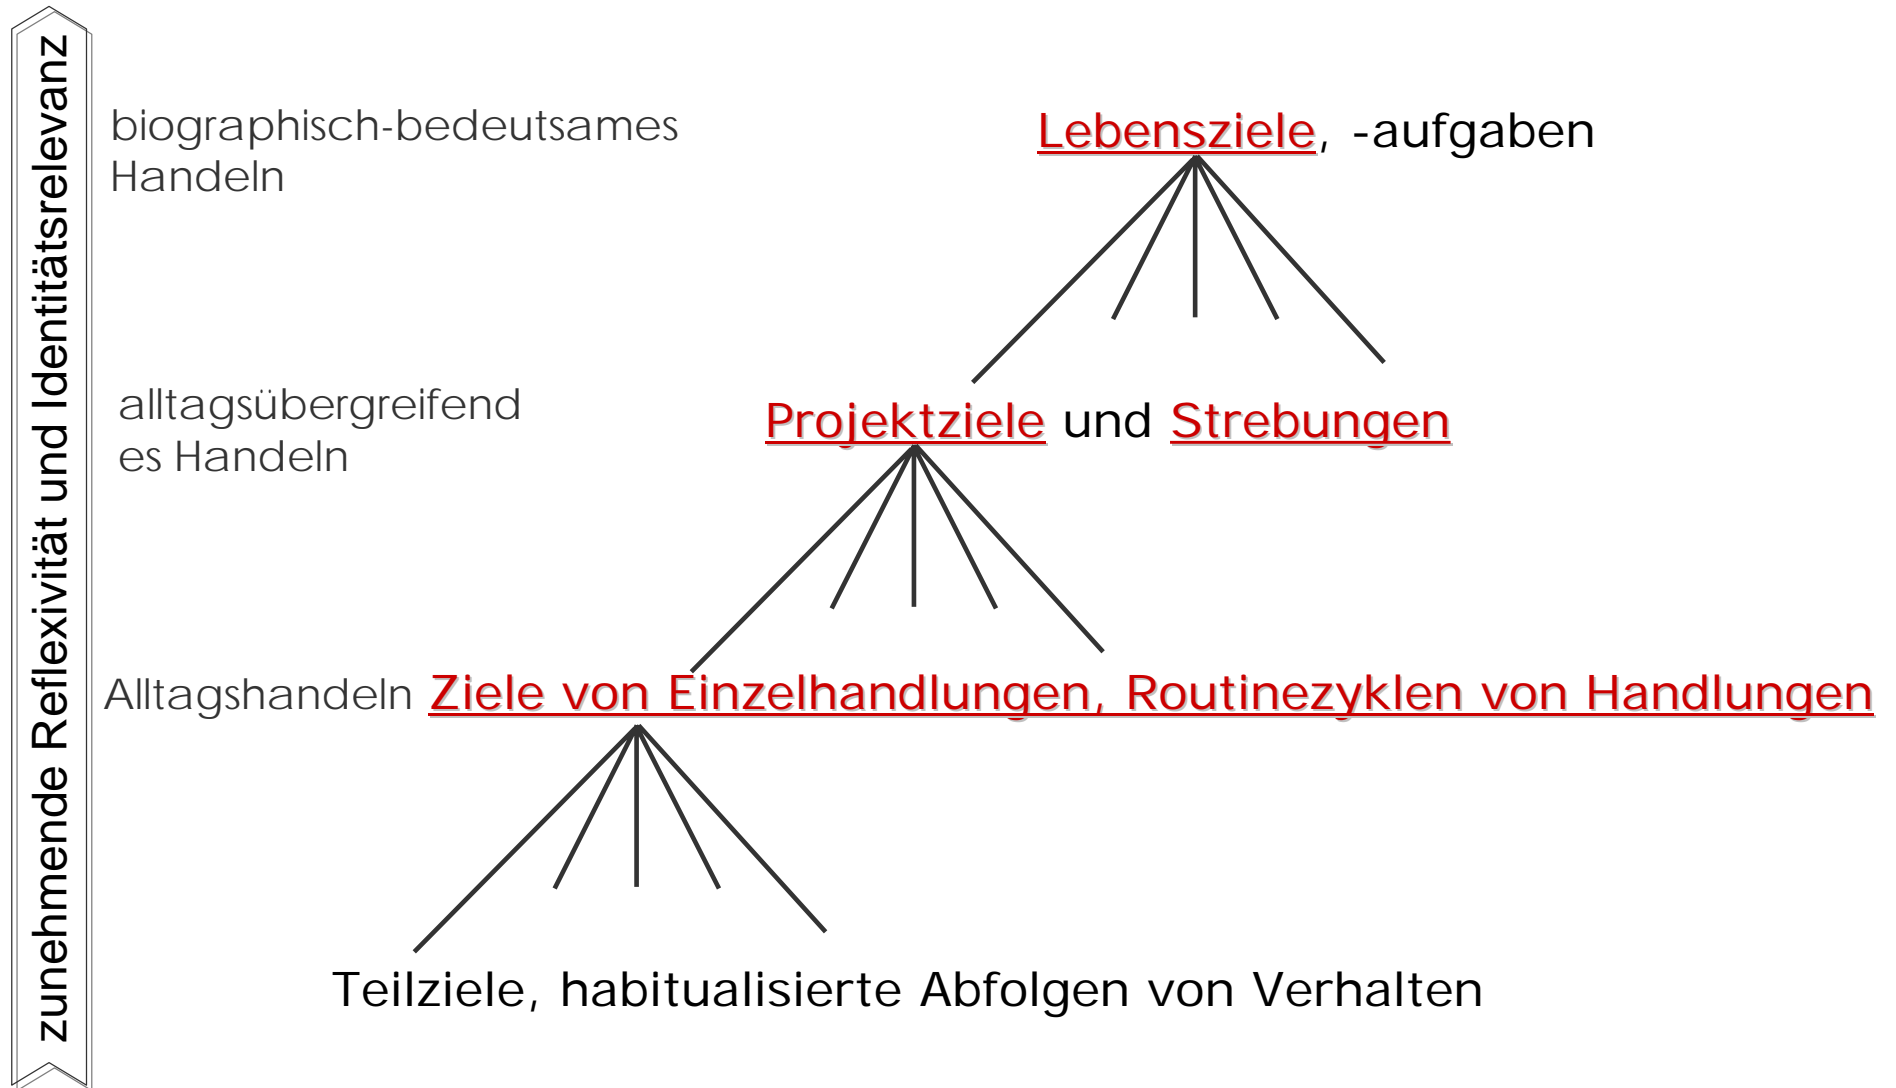 zunehmende Reflexivität und Identitätsrelevanz
biographisch-bedeutsames
Handeln
Lebensziele, -aufgaben
alltagsübergreifend
es Handeln
Projektziele und Strebungen
Alltagshandeln Ziele von Einzelhandlungen, Routinezyklen von Handlungen
Teilziele, habitualisierte Abfolgen von Verhalten